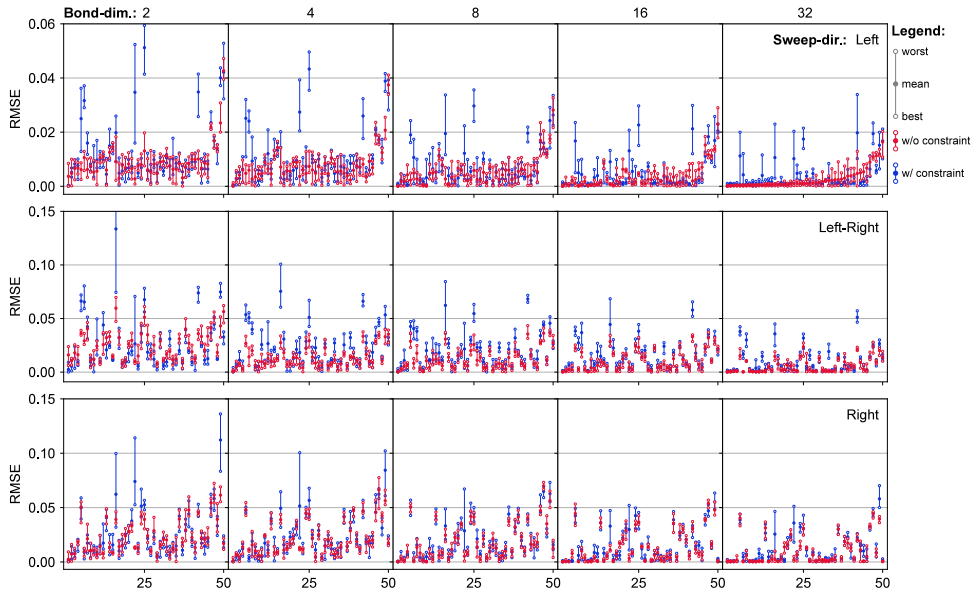 Bond-dim.: 2 4 8 16 32
Legend:
worst
mean
best
w/o constraint
w/ constraint
Sweep-dir.: Left
RMSE
0.06
0.04
0.02
0.00
Left-Right
RMSE
0.15
0.10
0.05
0.00
Right
RMSE
0.15
0.10
0.05
0.00
25 50 25 50 25 50 25 50 25 50